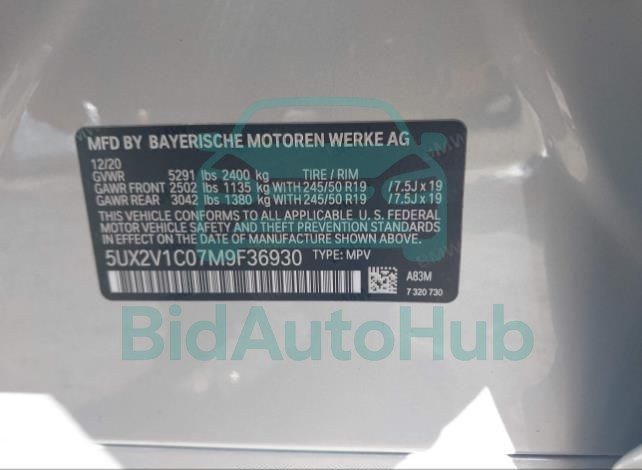 MFD BY BAYERISCHE MOTOREN WERKE AG
12/20
GVWR 5291 lbs 2400 kg TIRE / RIM
GAWR FRONT 2502 lbs 1135 kg WITH 245/50 R19 /7.5J x 19
GAWR REAR 3042 lbs 1380 kg WITH 245/50 R19 /7.5J x 19
THIS VEHICLE CONFORMS TO ALL APPLICABLE U. S. FEDERAL
MOTOR VEHICLE SAFETY AND THEFT PREVENTION STANDARDS
IN EFFECT ON THE DATE OF MANUFACTURE SHOWN ABOVE.
5UX2V1C07M9F36930 TYPE: MPV
A83M
7 320 730
BidAutoHub